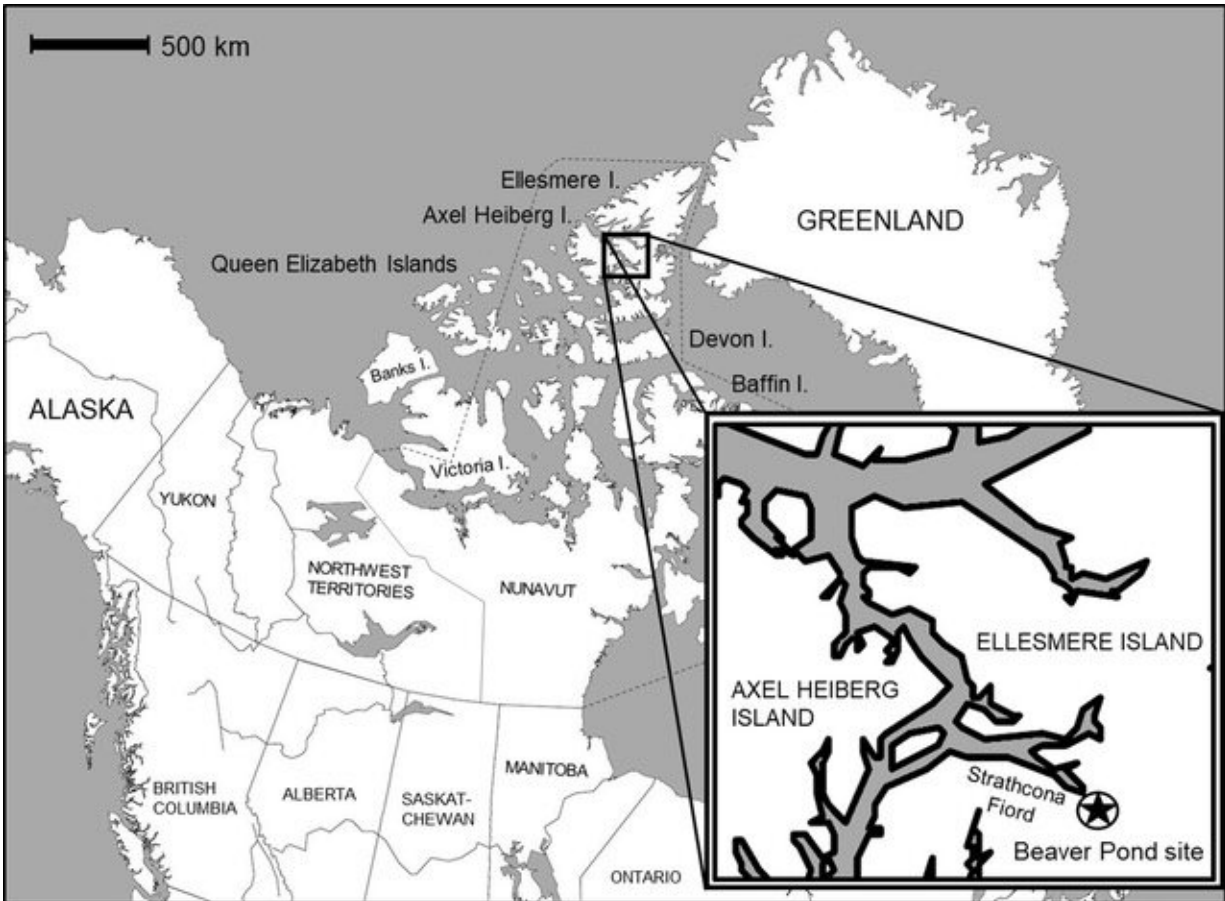 500 km
Ellesmere I.
Axel Heiberg I.
GREENLAND
Queen Elizabeth Islands
Devon I.
Banks I.
Baffin I.
ALASKA
Victoria I.
YUKON
NORTHWEST
TERRITORIES
NUNAVUT
ELLESMERE ISLAND
AXEL HEIBERG
ISLAND
MANITOBA
BRITISH
COLUMBIA
ALBERTA
SASKAT-
CHEWAN
Strathcona
Fiord
Beaver Pond site
ONTARIO